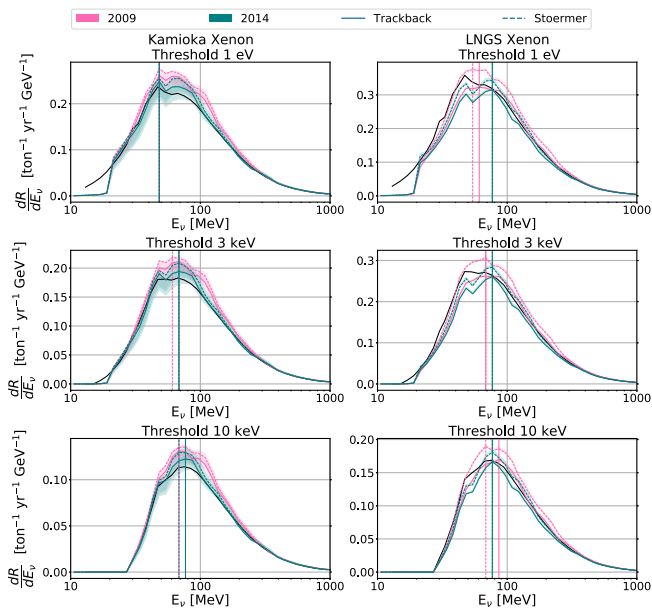 2009 2014 Trackback Stoermer
Kamioka Xenon
Threshold 1 eV
LNGS Xenon
Threshold 1 eV
dR/dEν [ton⁻¹ yr⁻¹ GeV⁻¹]
0.2
0.1
0.0
10 100 1000
Eν [MeV]
0.3
0.2
0.1
0.0
10 100 1000
Eν [MeV]
Threshold 3 keV
Threshold 3 keV
dR/dEν [ton⁻¹ yr⁻¹ GeV⁻¹]
0.20
0.15
0.10
0.05
0.00
10 100 1000
Eν [MeV]
0.3
0.2
0.1
0.0
10 100 1000
Eν [MeV]
Threshold 10 keV
Threshold 10 keV
dR/dEν [ton⁻¹ yr⁻¹ GeV⁻¹]
0.10
0.05
0.00
10 100 1000
Eν [MeV]
0.20
0.15
0.10
0.05
0.00
10 100 1000
Eν [MeV]